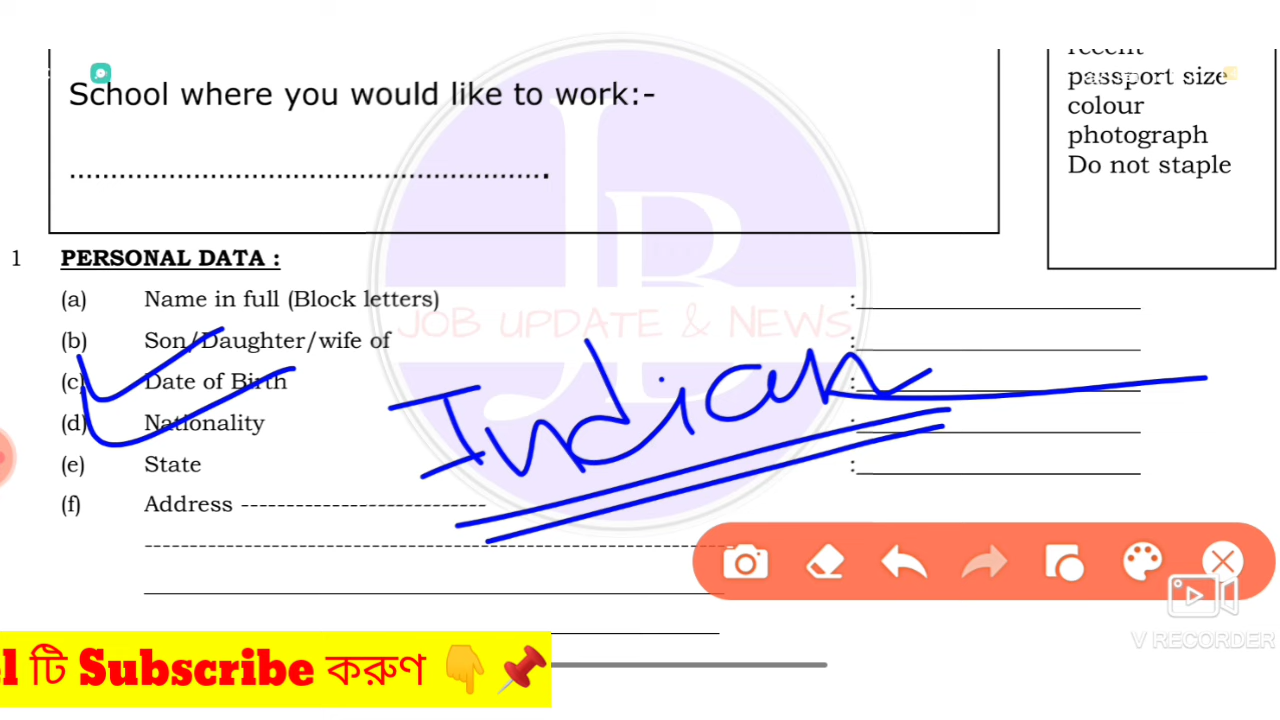 recent
passport size
colour
photograph
Do not staple
School where you would like to work:-
..........................................................
1 PERSONAL DATA :
(a) Name in full (Block letters) :
(b) Son/Daughter/wife of :
(c) Date of Birth :
(d) Nationality :
(e) State :
(f) Address ---------------------------
JOB UPDATE & NEWS
JB
Indian
V RECORDER
টি Subscribe করুণ